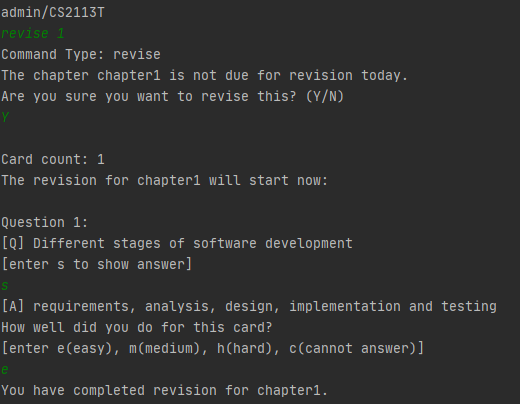 admin/CS2113T
revise 1
Command Type: revise
The chapter chapter1 is not due for revision today.
Are you sure you want to revise this? (Y/N)
Y
Card count: 1
The revision for chapter1 will start now:
Question 1:
[Q] Different stages of software development
[enter s to show answer]
s
[A] requirements, analysis, design, implementation and testing
How well did you do for this card?
[enter e(easy), m(medium), h(hard), c(cannot answer)]
e
You have completed revision for chapter1.